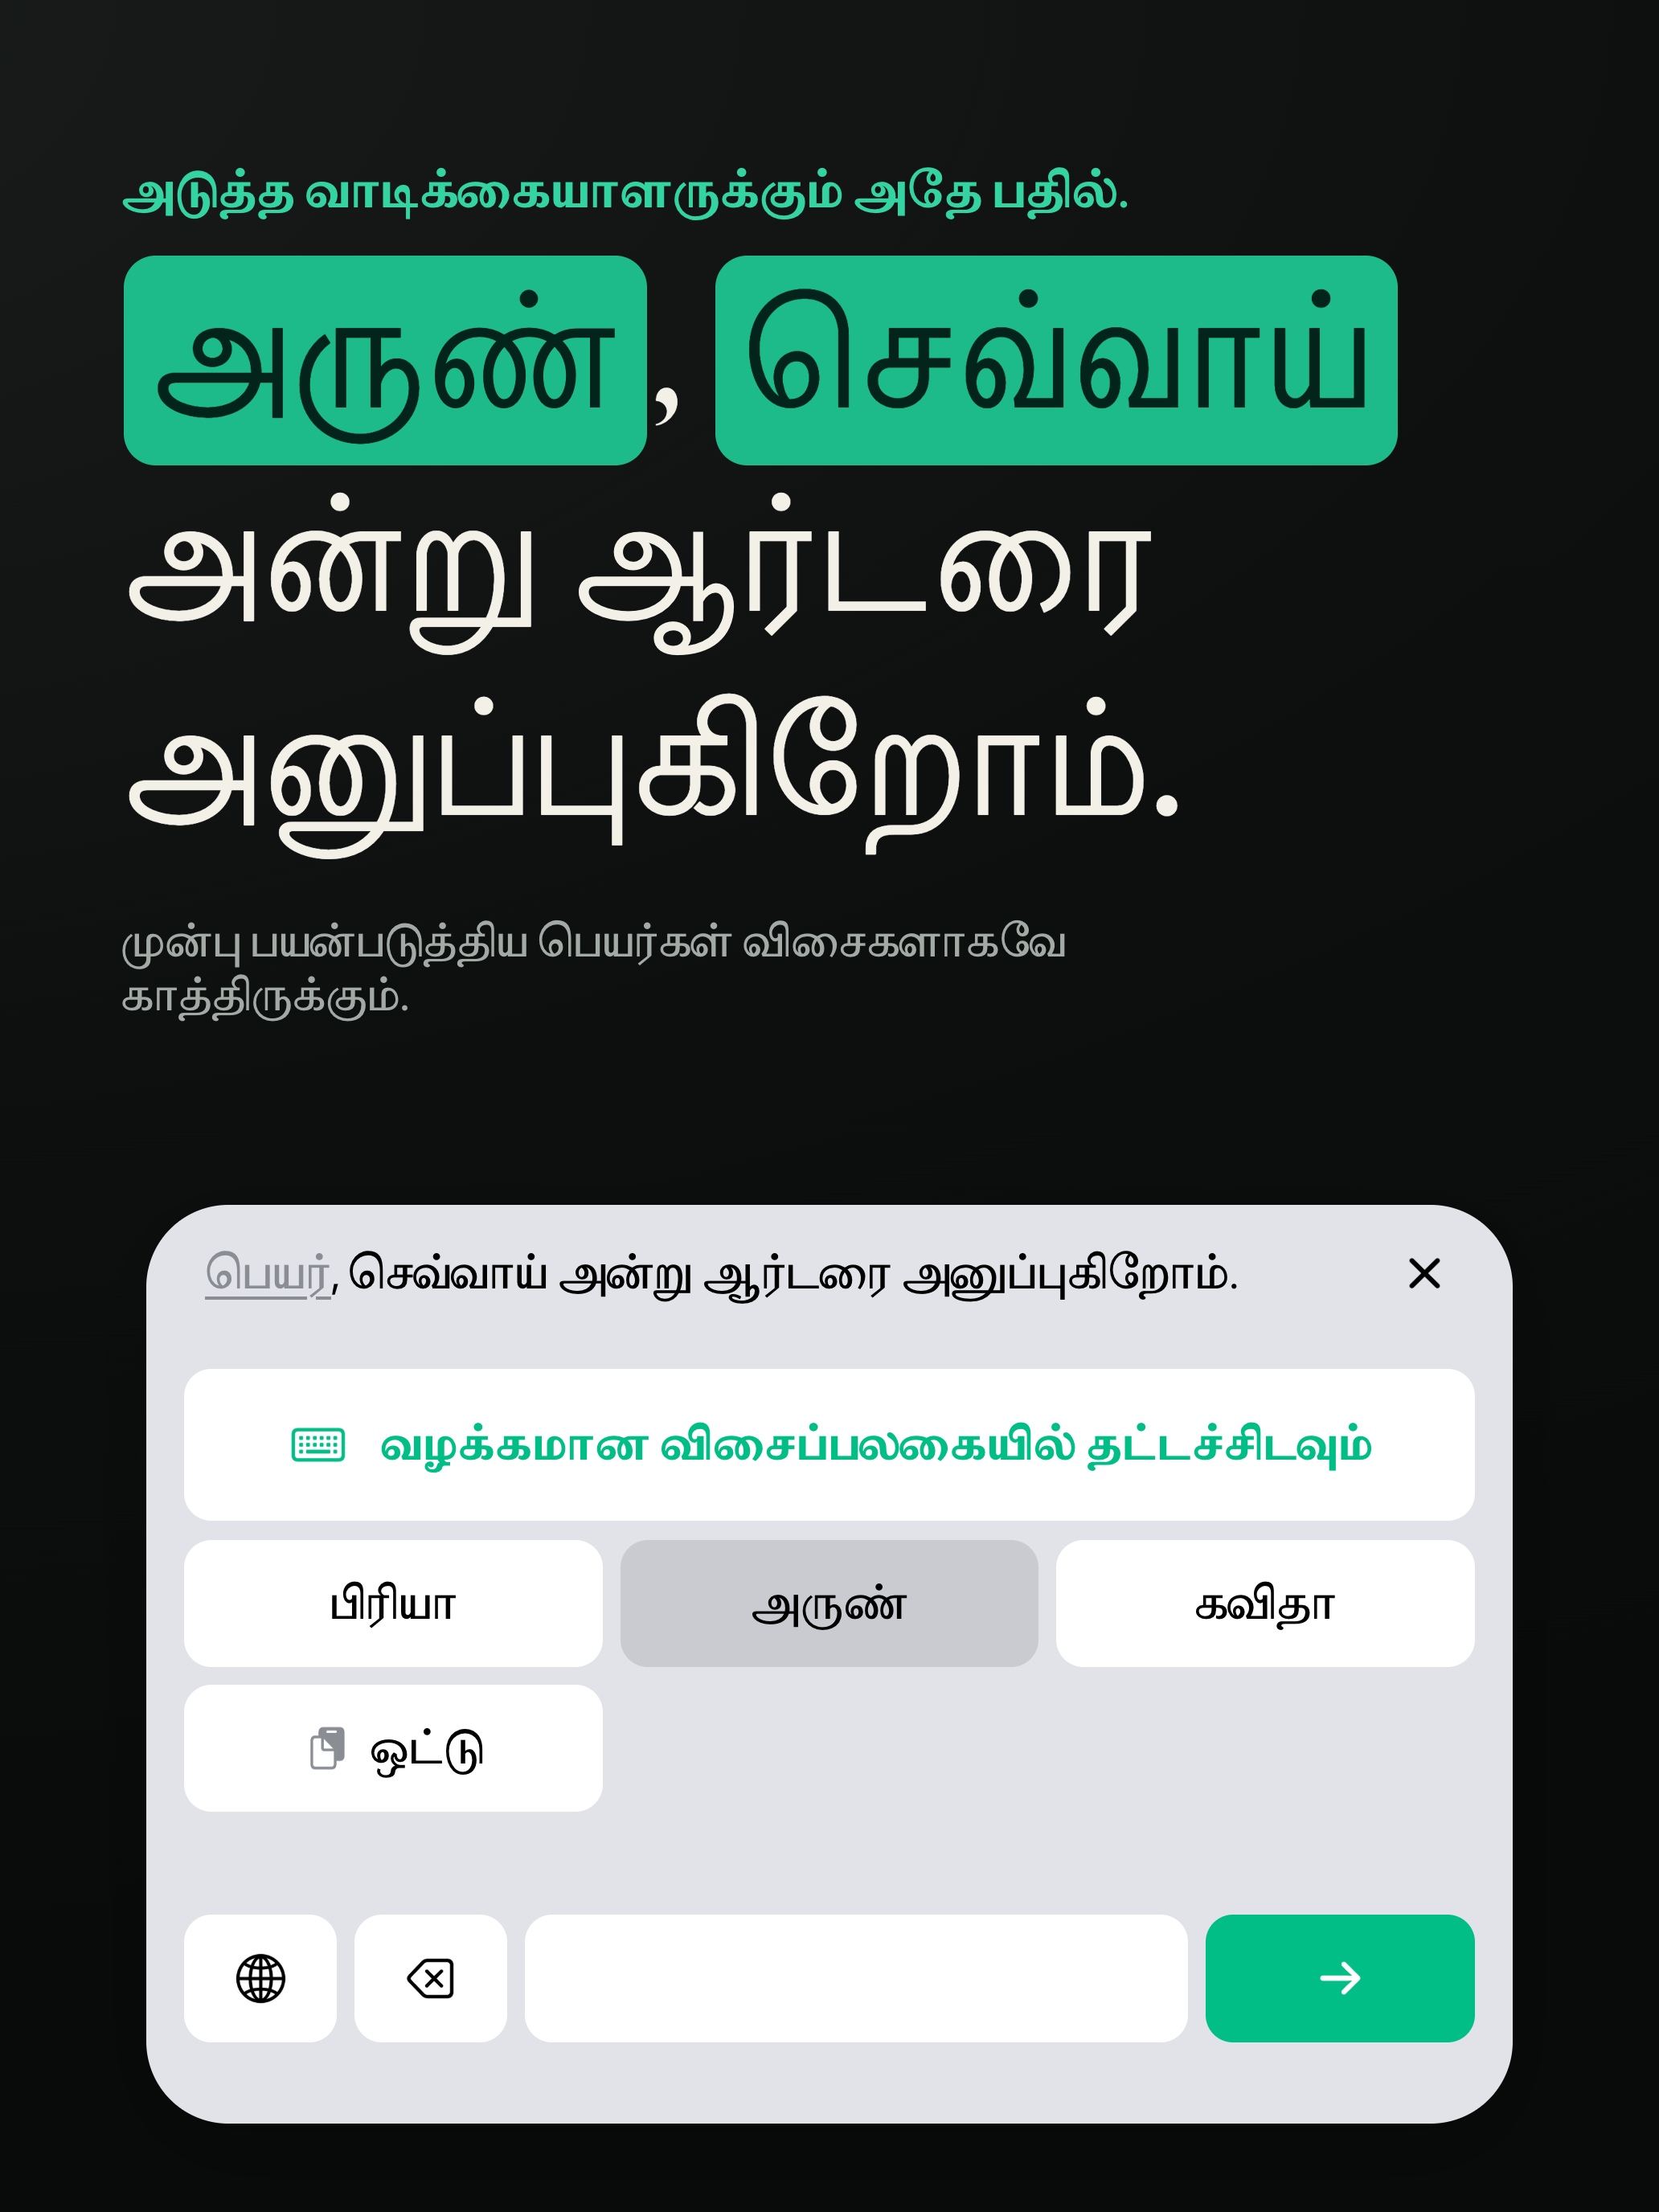 அடுத்த வாடிக்கையாளருக்கும் அதே பதில்.
அருண், செவ்வாய்
அன்று ஆர்டரை
அனுப்புகிறோம்.
முன்பு பயன்படுத்திய பெயர்கள் விசைகளாகவே
காத்திருக்கும்.
பெயர், செவ்வாய் அன்று ஆர்டரை அனுப்புகிறோம்.
வழக்கமான விசைப்பலகையில் தட்டச்சிடவும்
பிரியா
அருண்
கவிதா
ஒட்டு